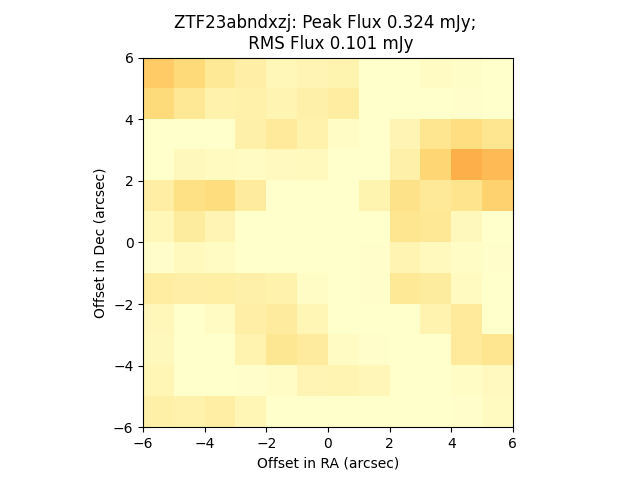 ZTF23abndxzj: Peak Flux 0.324 mJy;
RMS Flux 0.101 mJy
6
4
2
0
−2
−4
−6
Offset in Dec (arcsec)
−6 −4 −2 0 2 4 6
Offset in RA (arcsec)